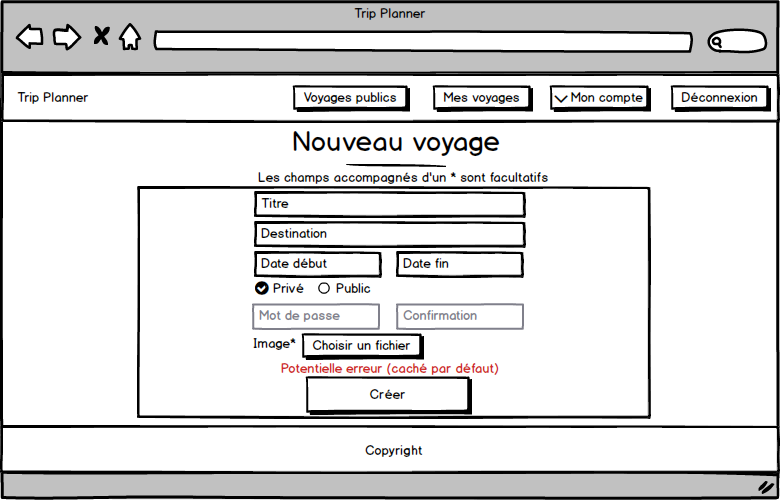 Trip Planner
Trip Planner Voyages publics Mes voyages Mon compte Déconnexion
Nouveau voyage
Les champs accompagnés d'un * sont facultatifs
Titre
Destination
Date début Date fin
Privé Public
Mot de passe Confirmation
Image* Choisir un fichier
Potentielle erreur (caché par défaut)
Créer
Copyright